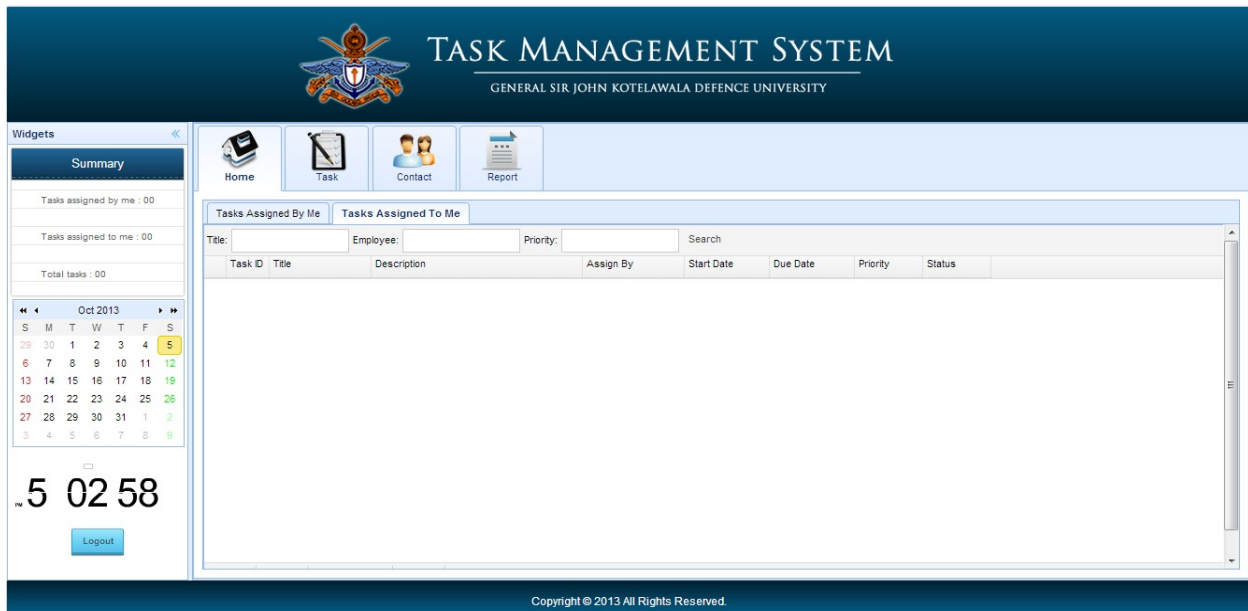 TASK MANAGEMENT SYSTEM
GENERAL SIR JOHN KOTELAWALA DEFENCE UNIVERSITY
Widgets «
Summary
Tasks assigned by me : 00
Tasks assigned to me : 00
Total tasks : 00
Oct 2013
S M T W T F S
29 30 1 2 3 4 5
6 7 8 9 10 11 12
13 14 15 16 17 18 19
20 21 22 23 24 25 26
27 28 29 30 31 1 2
3 4 5 6 7 8 9
PM 5 02 58
Logout
Home Task Contact Report
Tasks Assigned By Me Tasks Assigned To Me
Title: Employee: Priority: Search
Task ID Title Description Assign By Start Date Due Date Priority Status
Copyright © 2013 All Rights Reserved.